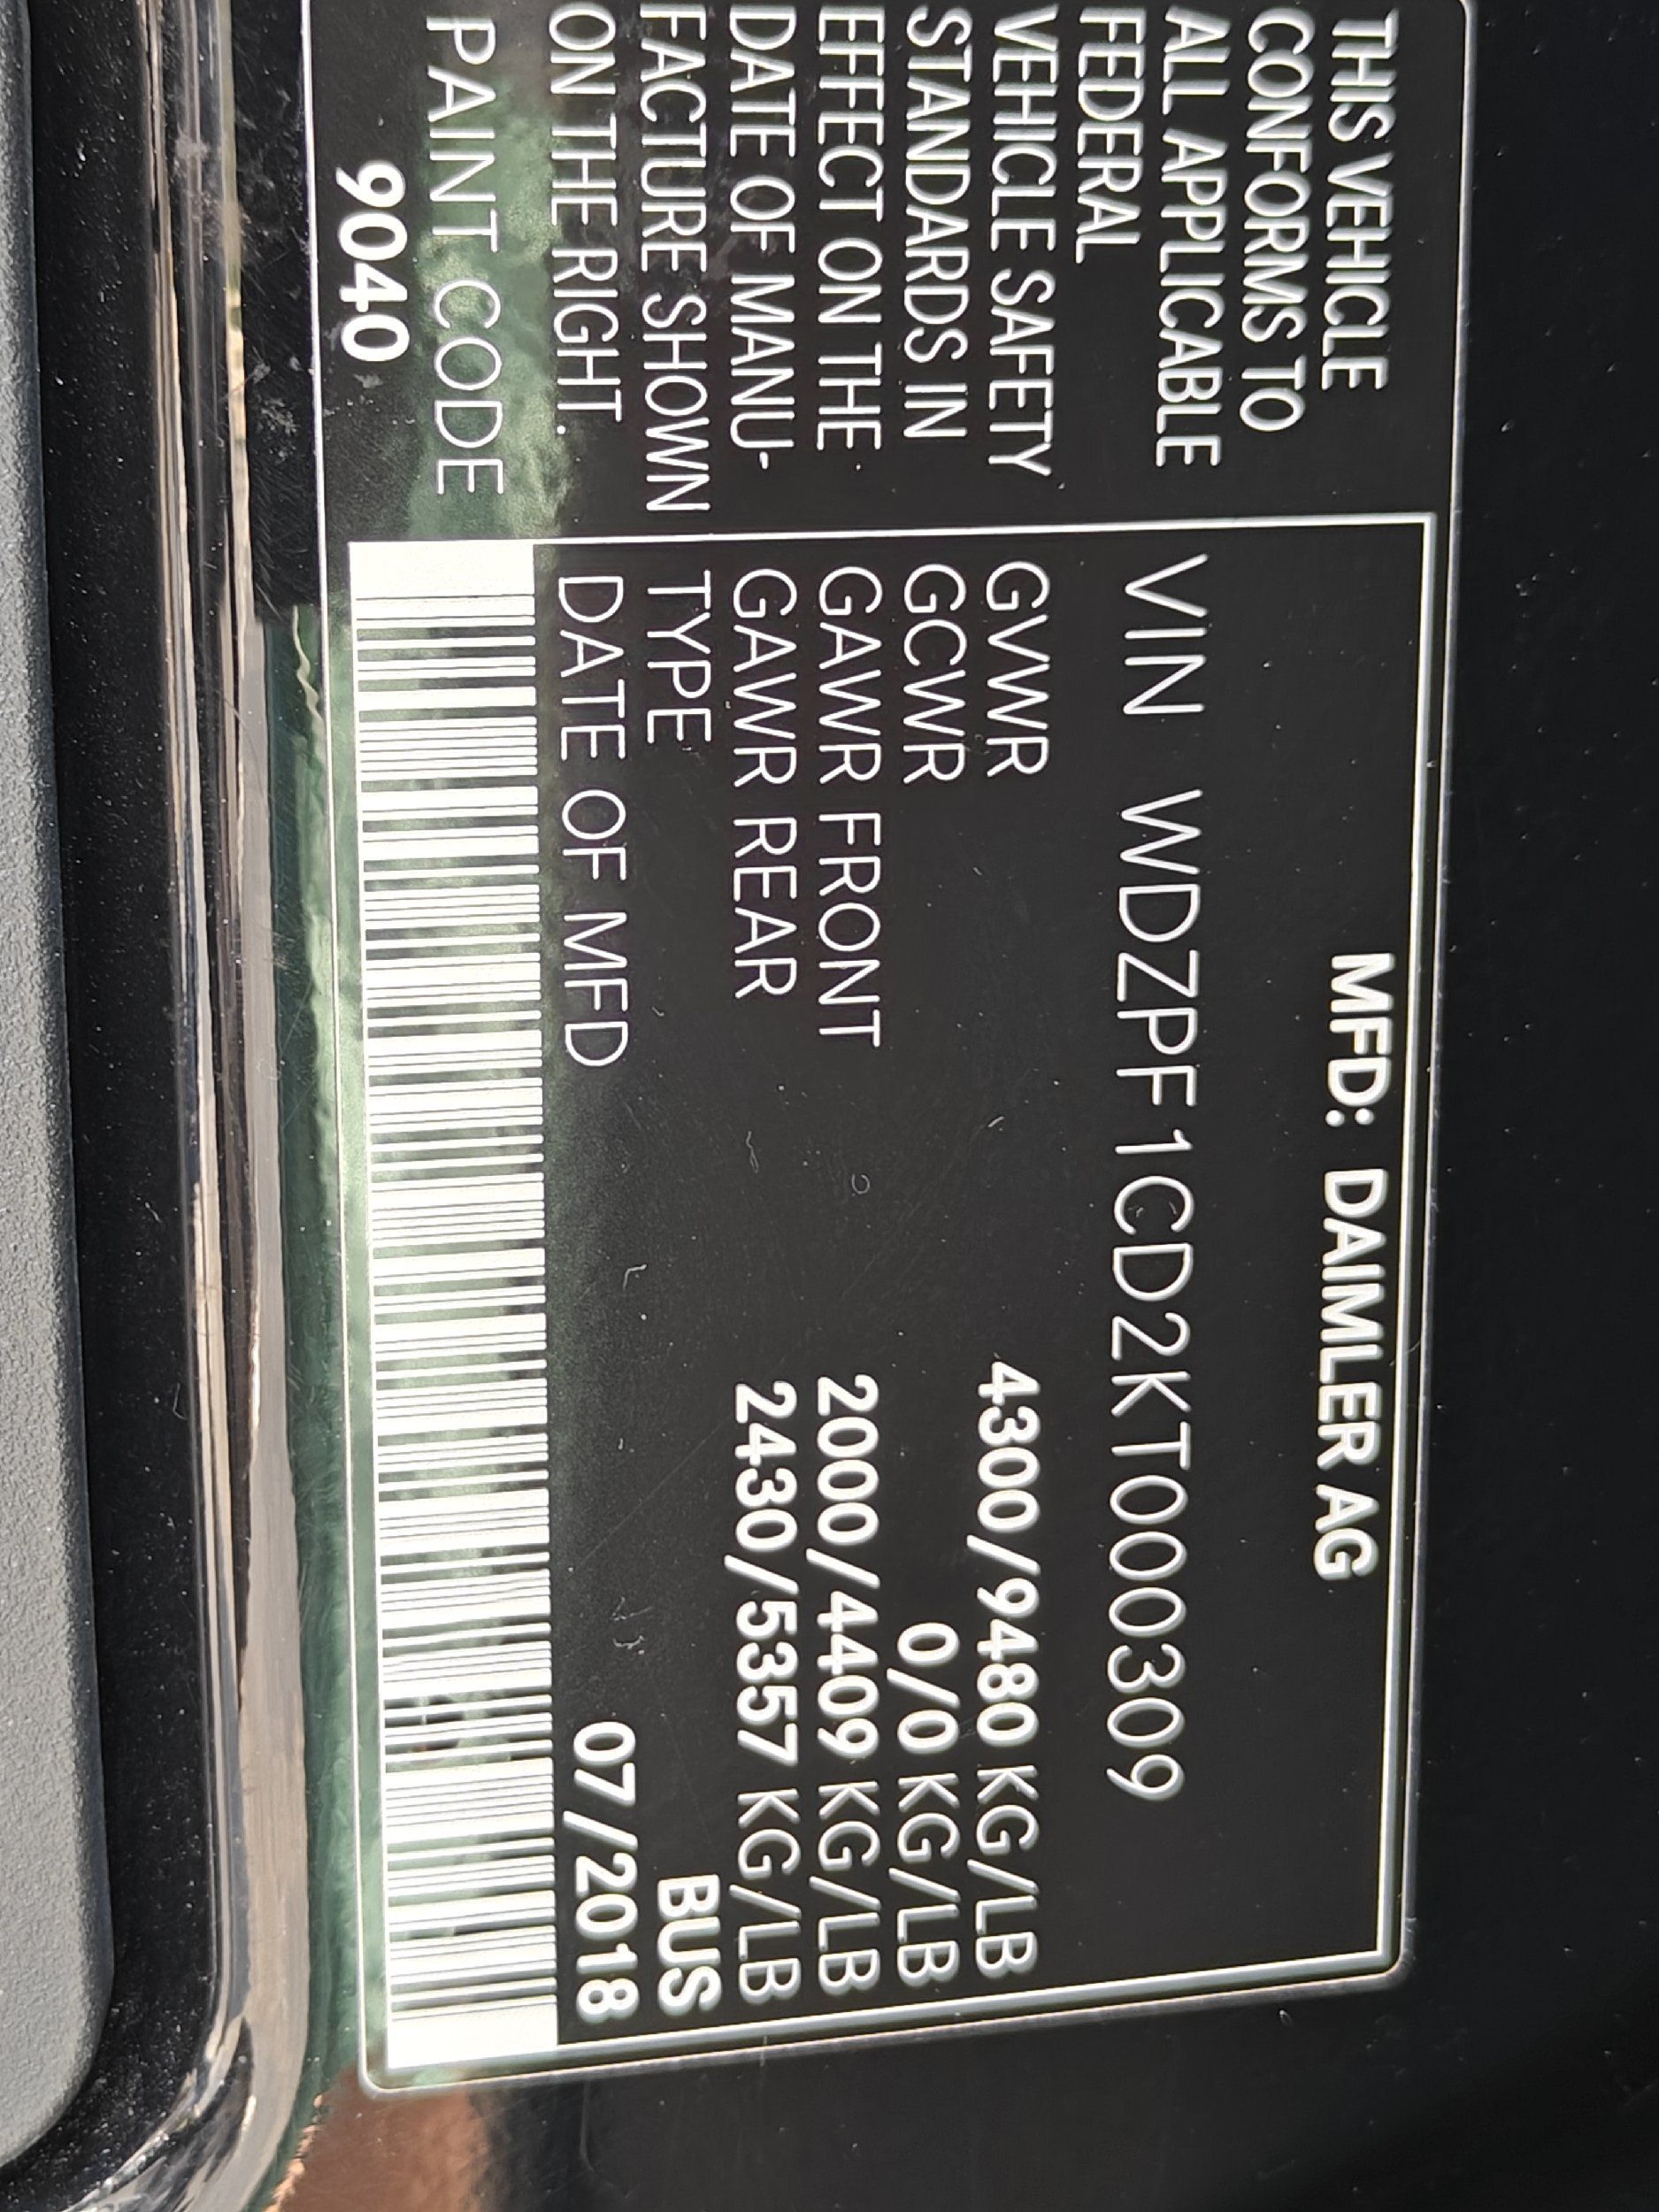 THIS VEHICLE
CONFORMS TO
ALL APPLICABLE
FEDERAL
VEHICLE SAFETY
STANDARDS IN
EFFECT ON THE
DATE OF MANU-
FACTURE SHOWN
ON THE RIGHT.
PAINT CODE
9040
MFD: DAIMLER AG
VIN WDZPF1CD2KT000309
GVWR 4300/9480 KG/LB
GCWR 0/0 KG/LB
GAWR FRONT 2000/4409 KG/LB
GAWR REAR 2430/5357 KG/LB
TYPE BUS
DATE OF MFD 07/2018